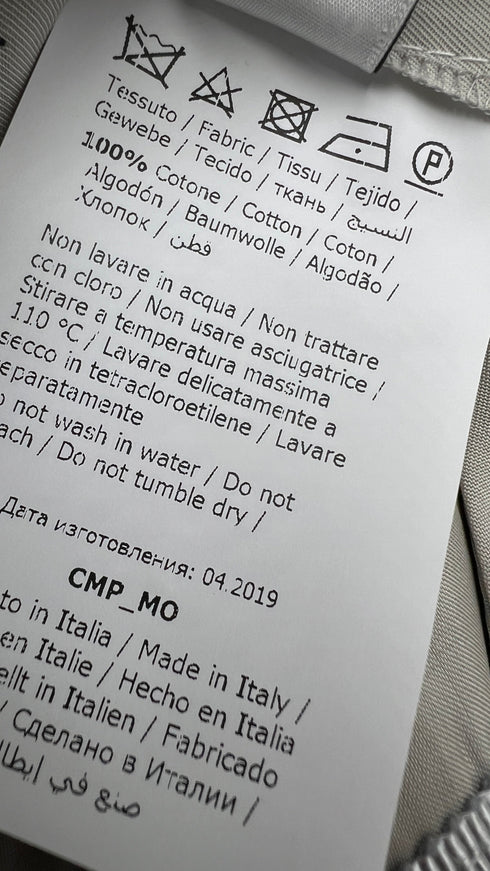 P
Tessuto / Fabric / Tissu / Tejido /
Gewebe / Tecido / ткань / النسيج
100% Cotone / Cotton / Coton /
Algodón / Baumwolle / Algodão /
Хлопок / قطن
Non lavare in acqua / Non trattare
con cloro / Non usare asciugatrice /
Stirare a temperatura massima
110 °C / Lavare delicatamente a
secco in tetracloroetilene / Lavare
eparatamente
not wash in water / Do not
ach / Do not tumble dry /
Дата изготовления: 04.2019
CMP_MO
to in Italia / Made in Italy /
en Italie / Hecho en Italia
ellt in Italien / Fabricado
/ Сделано в Италии /
صنع في إيطا